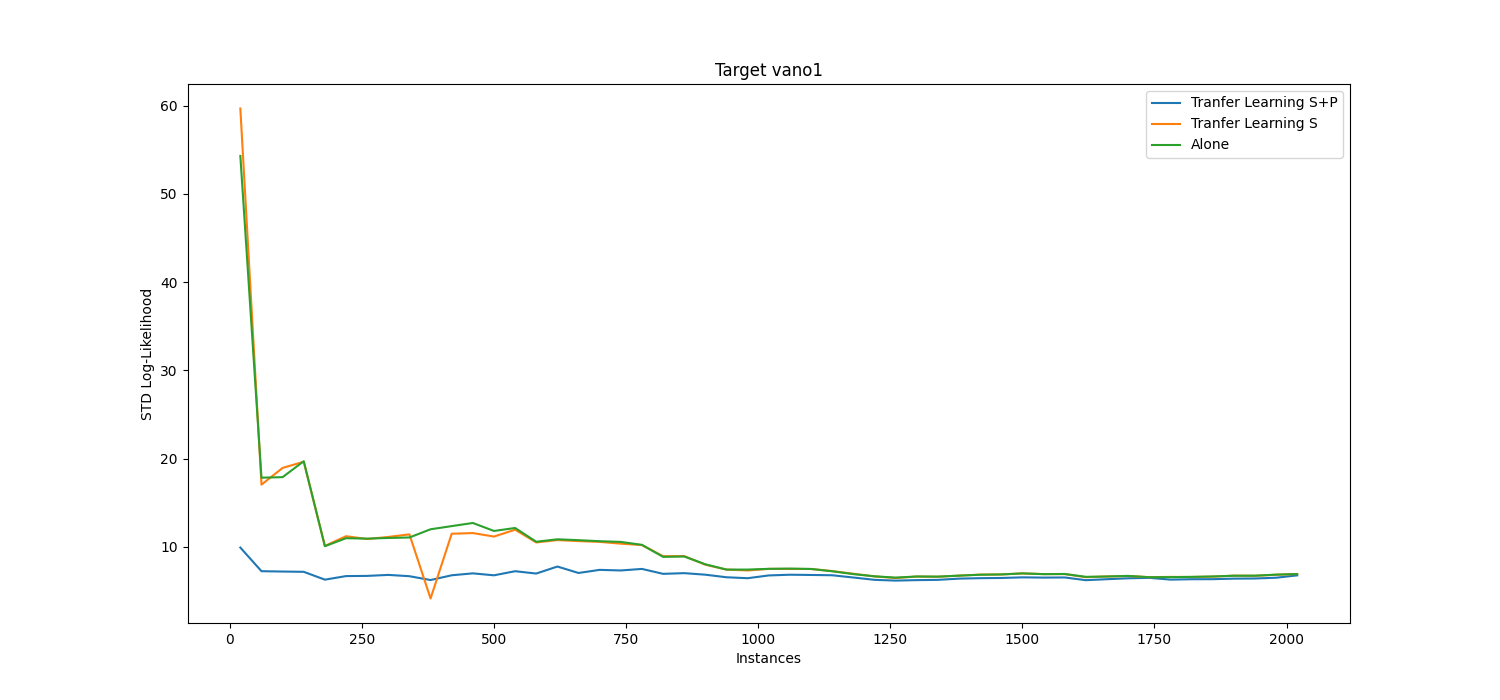 Target vano1
Tranfer Learning S+P
Tranfer Learning S
Alone
STD Log-Likelihood
60
50
40
30
20
10
0 250 500 750 1000 1250 1500 1750 2000
Instances